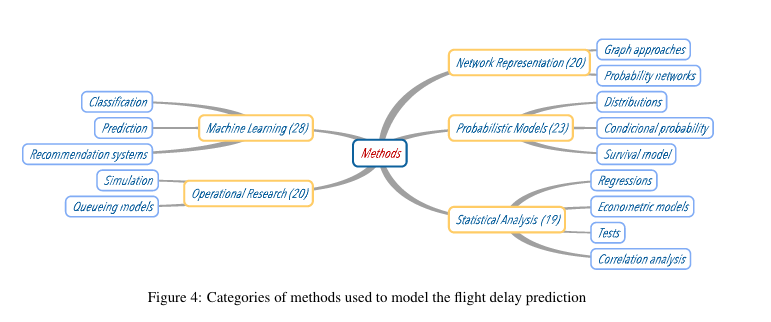 Methods
Machine Learning (28)
Classification
Prediction
Recommendation systems
Operational Research (20)
Simulation
Queueing models
Network Representation (20)
Graph approaches
Probability networks
Probabilistic Models (23)
Distributions
Condicional probability
Survival model
Statistical Analysis (19)
Regressions
Econometric models
Tests
Correlation analysis
Figure 4: Categories of methods used to model the flight delay prediction